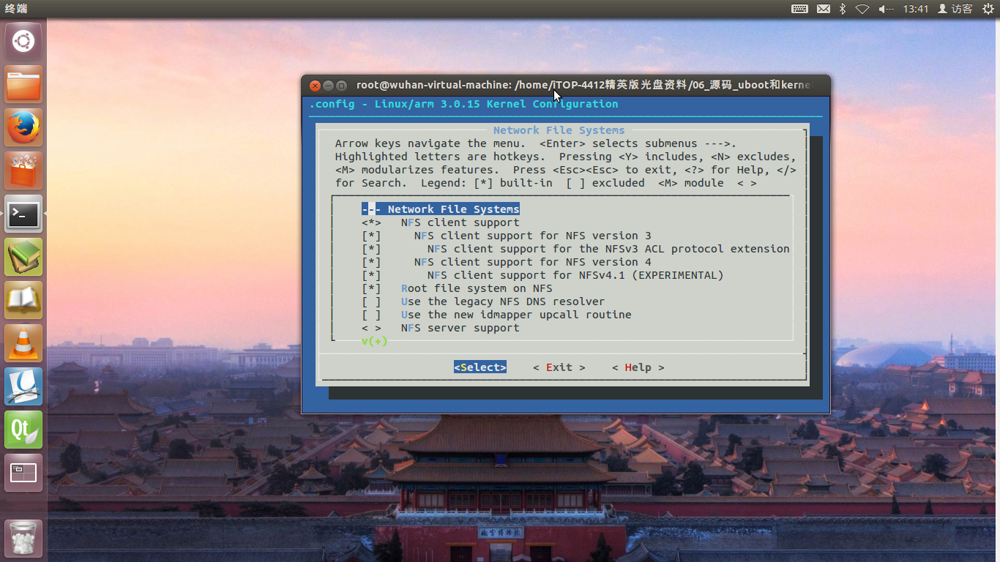 终端
13:41 访客
root@wuhan-virtual-machine: /home/iTOP-4412精英版光盘资料/06_源码_uboot和kerne
.config - Linux/arm 3.0.15 Kernel Configuration
Network File Systems
Arrow keys navigate the menu.  <Enter> selects submenus --->.
Highlighted letters are hotkeys.  Pressing <Y> includes, <N> excludes,
<M> modularizes features.  Press <Esc><Esc> to exit, <?> for Help, </>
for Search.  Legend: [*] built-in  [ ] excluded  <M> module  < >
--- Network File Systems
<*>   NFS client support
[*]     NFS client support for NFS version 3
[*]       NFS client support for the NFSv3 ACL protocol extension
[*]     NFS client support for NFS version 4
[*]       NFS client support for NFSv4.1 (EXPERIMENTAL)
[*]   Root file system on NFS
[ ]   Use the legacy NFS DNS resolver
[ ]   Use the new idmapper upcall routine
< >   NFS server support
v(+)
<Select>    < Exit >    < Help >
Qt
故宫博物院